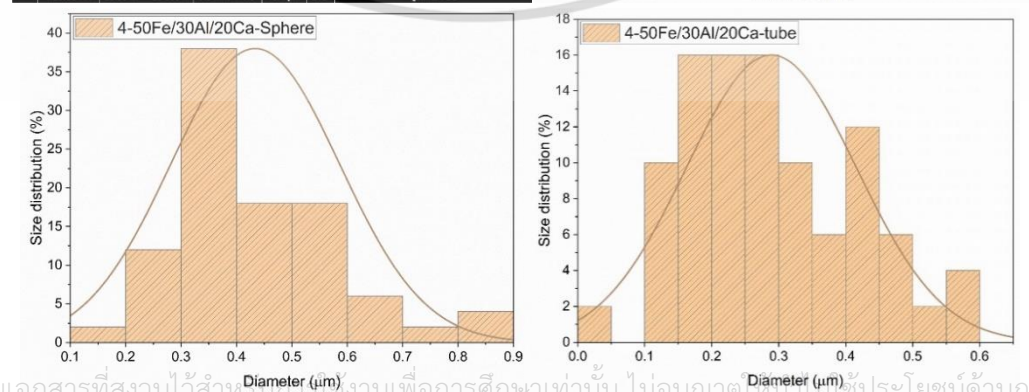 4-50Fe/30Al/20Ca-Sphere
Size distribution (%)
40
35
30
25
20
15
10
5
0
0.1 0.2 0.3 0.4 0.5 0.6 0.7 0.8 0.9
Diameter (μm)
4-50Fe/30Al/20Ca-tube
Size distribution (%)
18
16
14
12
10
8
6
4
2
0
0.0 0.1 0.2 0.3 0.4 0.5 0.6
Diameter (μm)